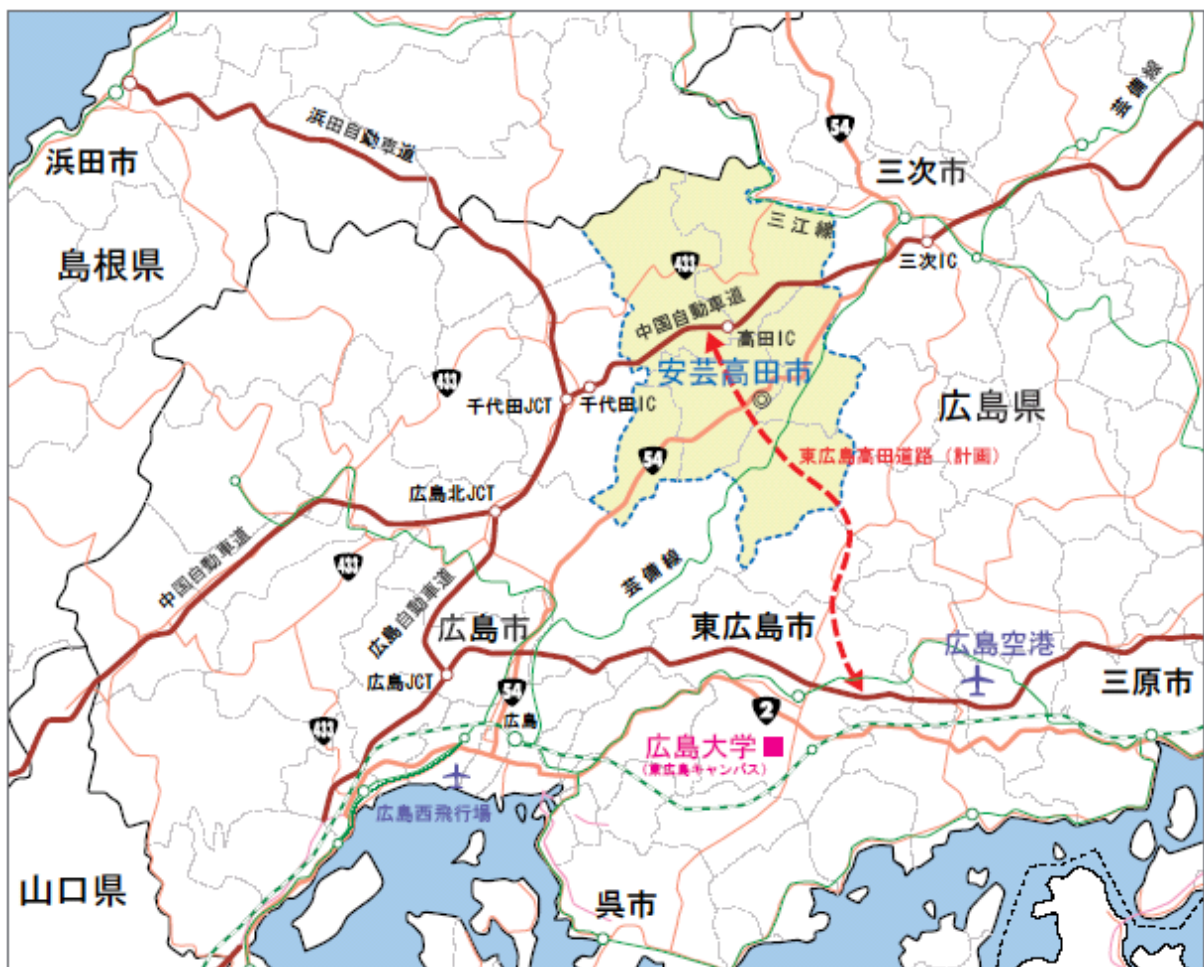 芸備線
54
浜田自動車道
浜田市
三次市
三江線
島根県
433
三次IC
中国自動車道
高田IC
安芸高田市
433
千代田JCT
千代田IC
広島県
54
東広島高田道路（計画）
広島北JCT
中国自動車道
433
芸備線
広島自動車道
広島市
東広島市
広島空港
広島JCT
三原市
54
2
433
広島
広島大学
（東広島キャンパス）
広島西飛行場
山口県
呉市